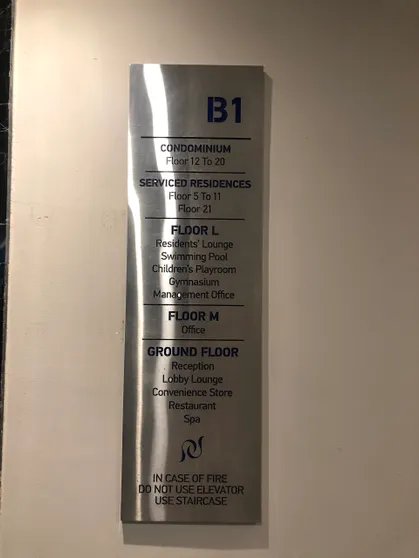 B1
CONDOMINIUM
Floor 12 To 20
SERVICED RESIDENCES
Floor 5 To 11
Floor 21
FLOOR L
Residents' Lounge
Swimming Pool
Children's Playroom
Gymnasium
Management Office
FLOOR M
Office
GROUND FLOOR
Reception
Lobby Lounge
Convenience Store
Restaurant
Spa
IN CASE OF FIRE
DO NOT USE ELEVATOR
USE STAIRCASE